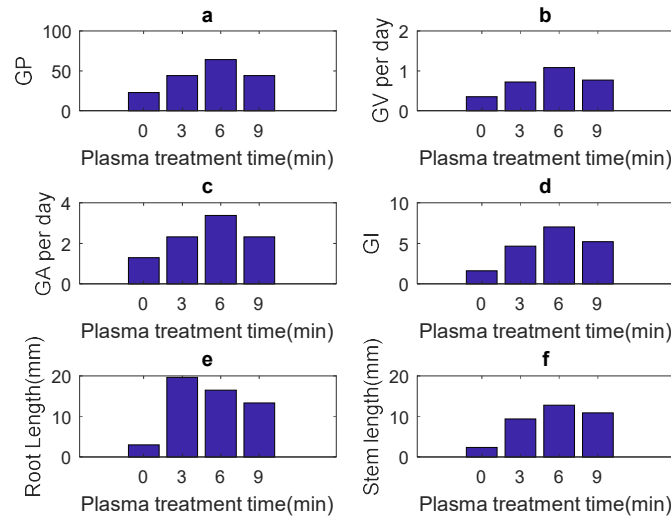 a
GP
100
50
0
0 3 6 9
Plasma treatment time(min)
b
GV per day
2
1
0
0 3 6 9
Plasma treatment time(min)
c
GA per day
4
2
0
0 3 6 9
Plasma treatment time(min)
d
GI
10
5
0
0 3 6 9
Plasma treatment time(min)
e
Root Length(mm)
20
10
0
0 3 6 9
Plasma treatment time(min)
f
Stem length(mm)
20
10
0
0 3 6 9
Plasma treatment time(min)